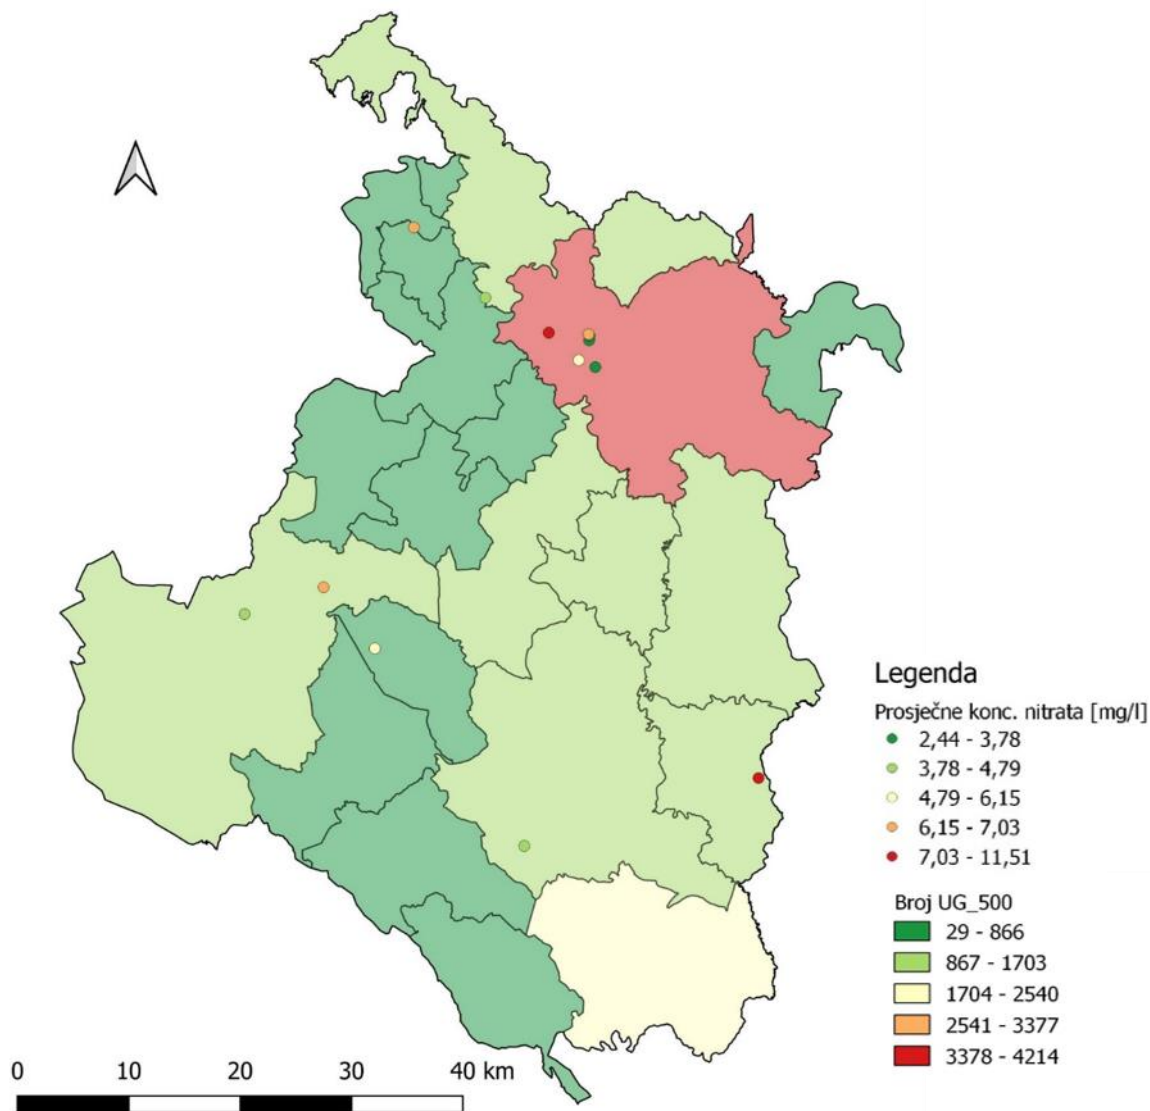 Legenda
Prosječne konc. nitrata [mg/l]
2,44 - 3,78
3,78 - 4,79
4,79 - 6,15
6,15 - 7,03
7,03 - 11,51
Broj UG_500
29 - 866
867 - 1703
1704 - 2540
2541 - 3377
3378 - 4214
0 10 20 30 40 km